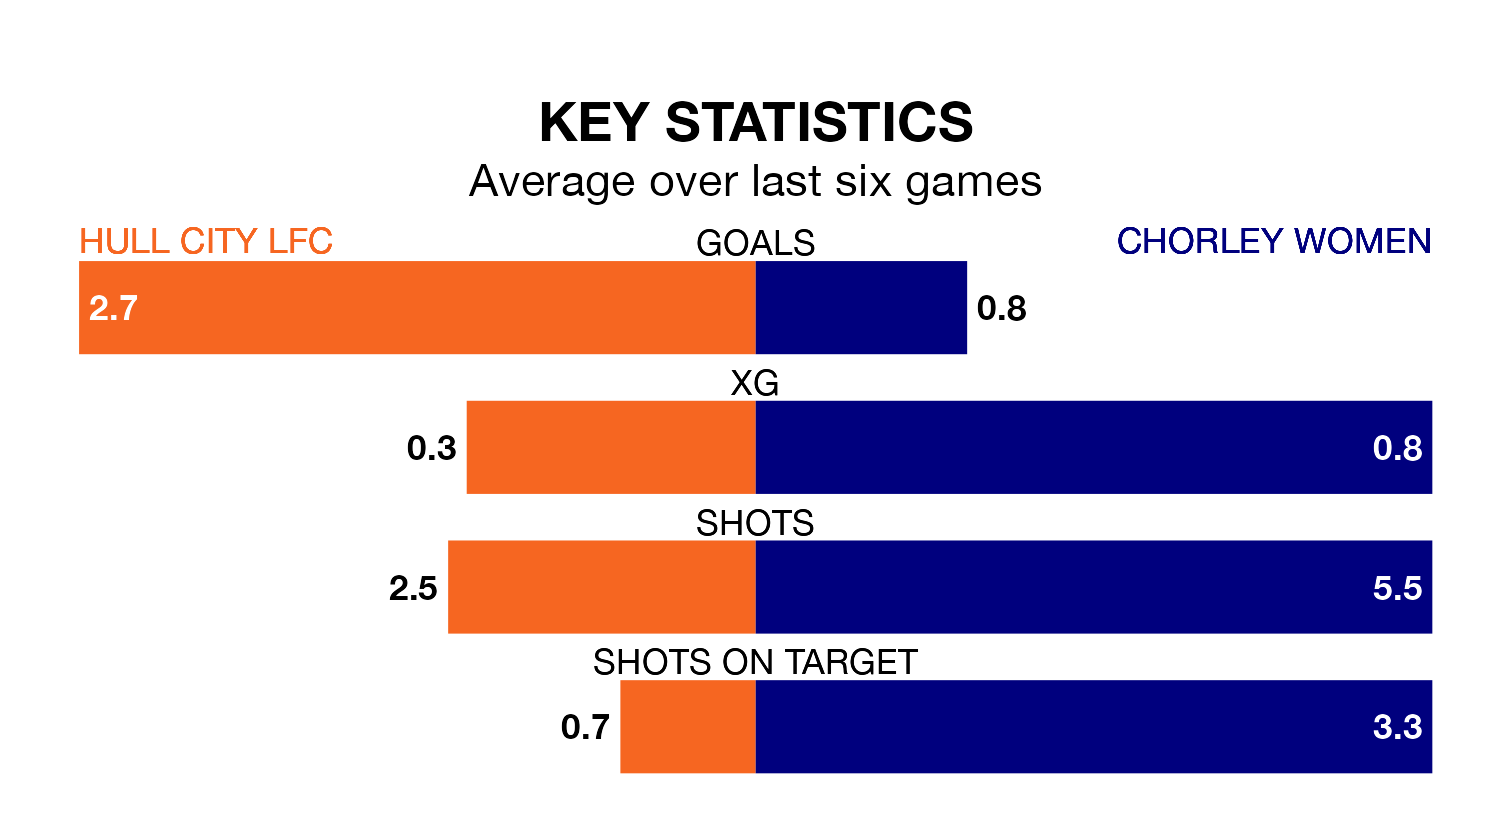 KEY STATISTICS
Average over last six games
HULL CITY LFC
GOALS
CHORLEY WOMEN
2.7
0.8
XG
0.3
0.8
SHOTS
2.5
5.5
SHOTS ON TARGET
0.7
3.3